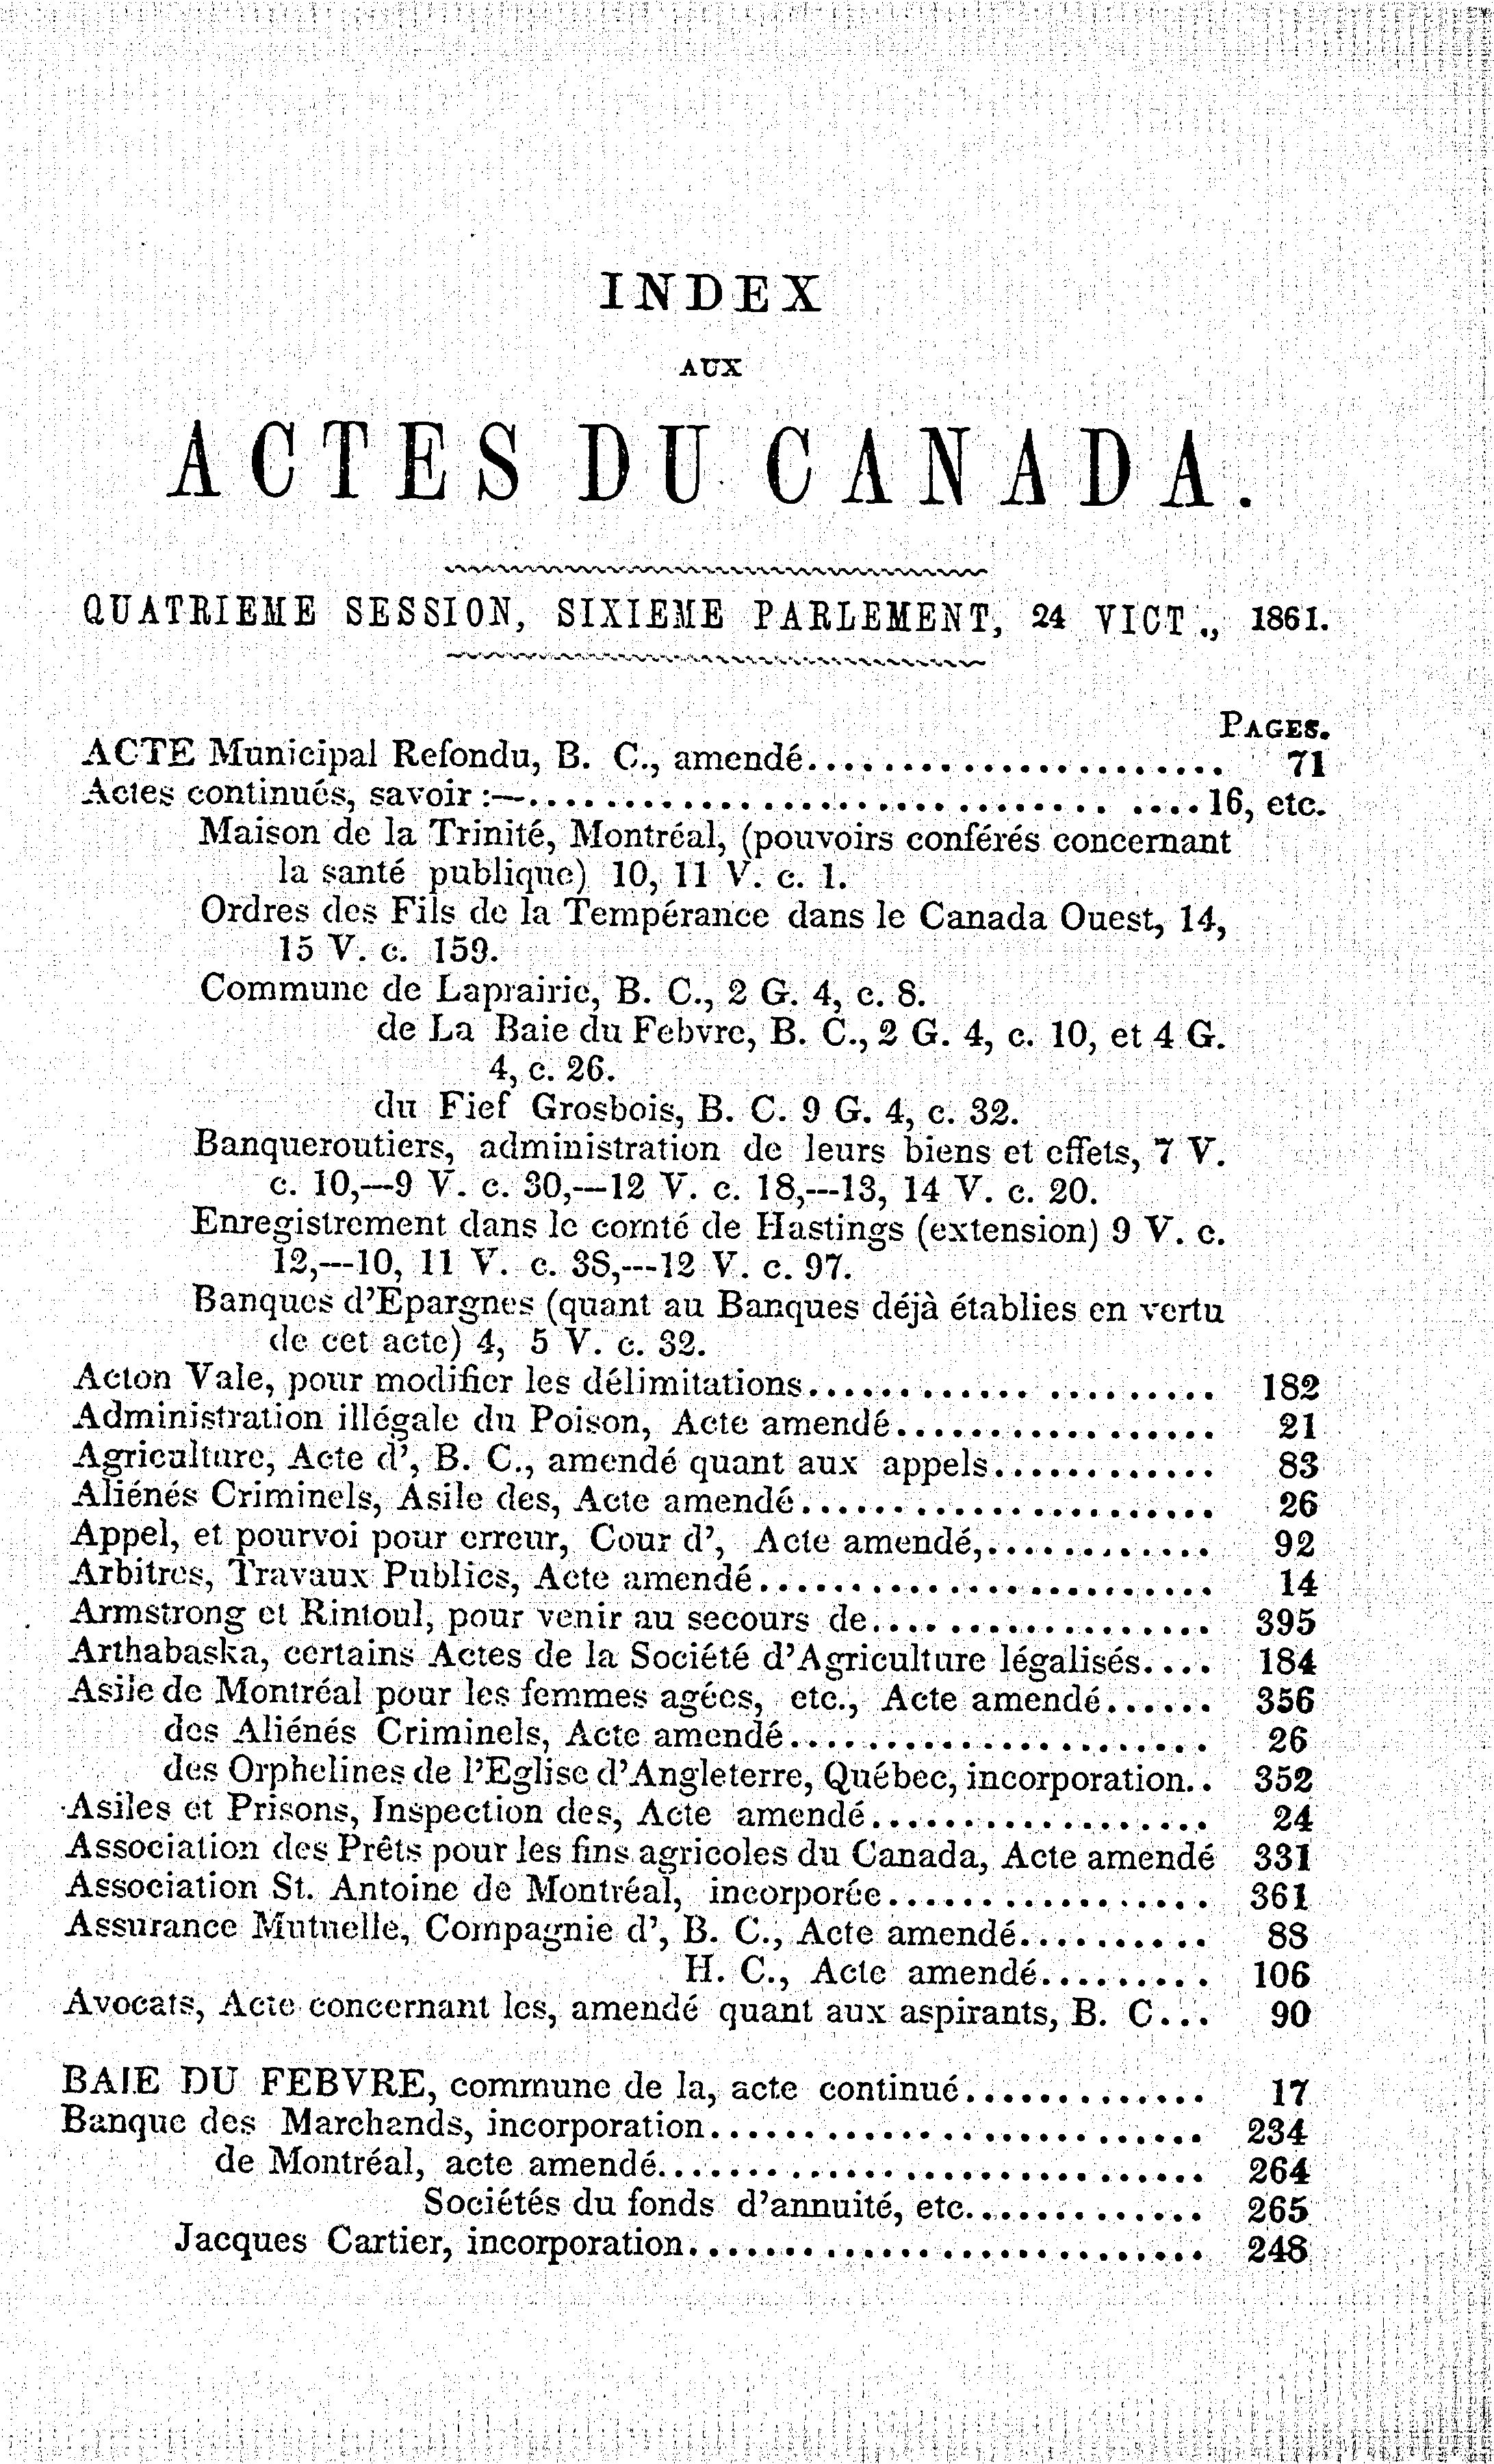 INDEX
AUX
ACTES DU CANADA.
QUATRIEME SESSION, SIXIEME PARLEMENT, 24 VICT., 1861.
PAGES.
ACTE Municipal Refondu, B. C., amendé........................ 71
Actes continués, savoir :—.............................. ....16, etc.
Maison de la Trinité, Montréal, (pouvoirs conférés concernant
la santé publique) 10, 11 V. c. 1.
Ordres des Fils de la Tempérance dans le Canada Ouest, 14,
15 V. c. 159.
Commune de Laprairie, B. C., 2 G. 4, c. 8.
de La Baie du Febvre, B. C., 2 G. 4, c. 10, et 4 G.
4, c. 26.
du Fief Grosbois, B. C. 9 G. 4, c. 32.
Banqueroutiers, administration de leurs biens et effets, 7 V.
c. 10,---9 V. c. 30,---12 V. c. 18,---13, 14 V. c. 20.
Enregistrement dans le comté de Hastings (extension) 9 V. c.
12,---10, 11 V. c. 38,---12 V. c. 97.
Banques d'Epargnes (quant au Banques déjà établies en vertu
de cet acte) 4, 5 V. c. 32.
Acton Vale, pour modifier les délimitations............ ......... 182
Administration illégale du Poison, Acte amendé.................. 21
Agriculture, Acte d', B. C., amendé quant aux appels............ 83
Aliénés Criminels, Asile des, Acte amendé....................... 26
Appel, et pourvoi pour erreur, Cour d', Acte amendé,............ 92
Arbitres, Travaux Publics, Acte amendé......................... 14
Armstrong et Rintoul, pour venir au secours de................... 395
Arthabaska, certains Actes de la Société d'Agriculture légalisés.... 184
Asile de Montréal pour les femmes agées, etc., Acte amendé...... 356
des Aliénés Criminels, Acte amendé....................... 26
des Orphelines de l'Eglise d'Angleterre, Québec, incorporation.. 352
Asiles et Prisons, Inspection des, Acte amendé................... 24
Association des Prêts pour les fins agricoles du Canada, Acte amendé 331
Association St. Antoine de Montréal, incorporée.................. 361
Assurance Mutuelle, Compagnie d', B. C., Acte amendé.......... 88
H. C., Acte amendé......... 106
Avocats, Acte concernant les, amendé quant aux aspirants, B. C... 90
BAIE DU FEBVRE, commune de la, acte continué............. 17
Banque des Marchands, incorporation........................... 234
de Montréal, acte amendé.............................. 264
Sociétés du fonds d'annuité, etc............. 265
Jacques Cartier, incorporation............................ 248